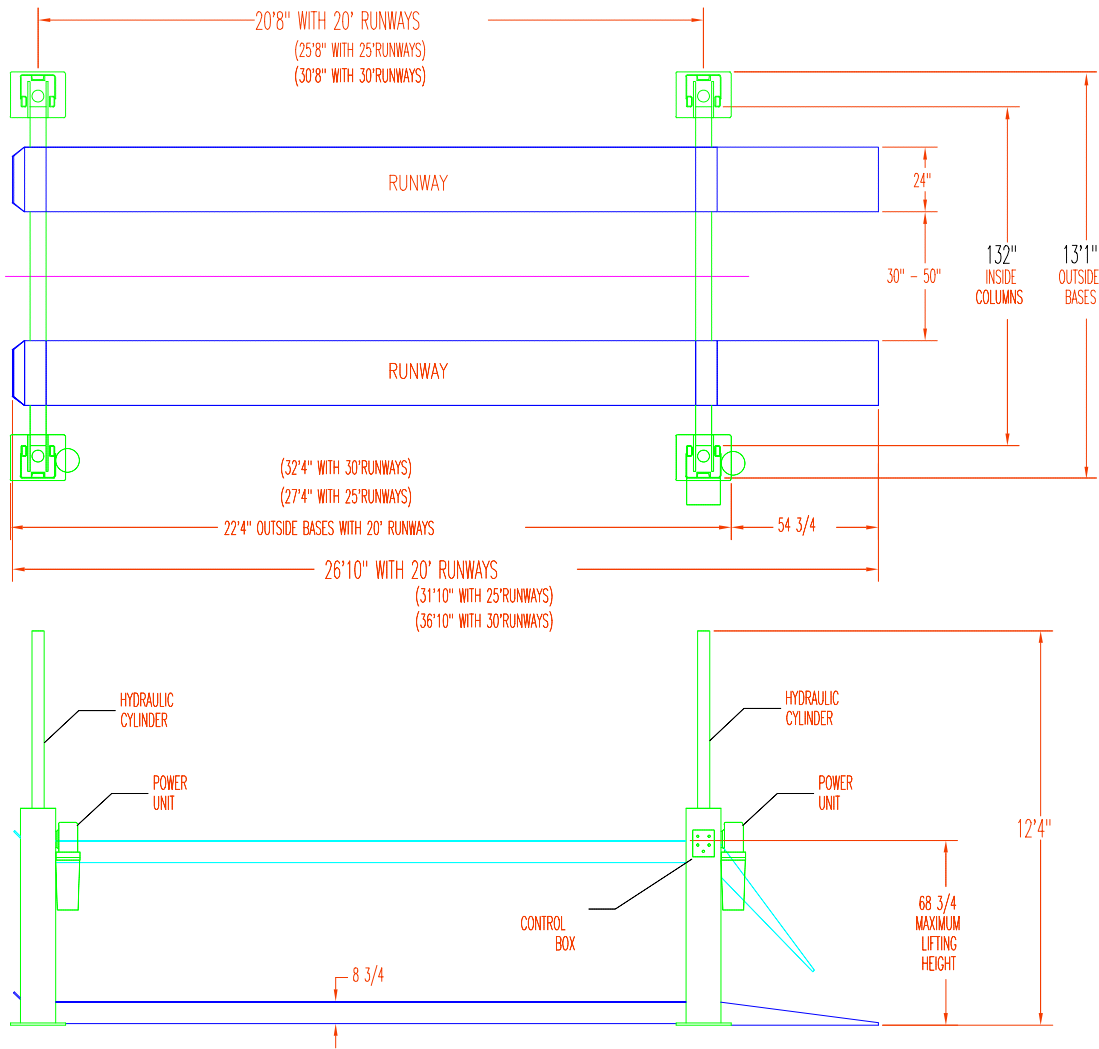 20'8" WITH 20' RUNWAYS
(25'8" WITH 25'RUNWAYS)
(30'8" WITH 30'RUNWAYS)
RUNWAY
24"
30" - 50"
132"
INSIDE
COLUMNS
13'1"
OUTSIDE
BASES
RUNWAY
(32'4" WITH 30'RUNWAYS)
(27'4" WITH 25'RUNWAYS)
22'4" OUTSIDE BASES WITH 20' RUNWAYS
54 3/4
26'10" WITH 20' RUNWAYS
(31'10" WITH 25'RUNWAYS)
(36'10" WITH 30'RUNWAYS)
HYDRAULIC
CYLINDER
HYDRAULIC
CYLINDER
POWER
UNIT
POWER
UNIT
12'4"
CONTROL
BOX
68 3/4
MAXIMUM
LIFTING
HEIGHT
8 3/4